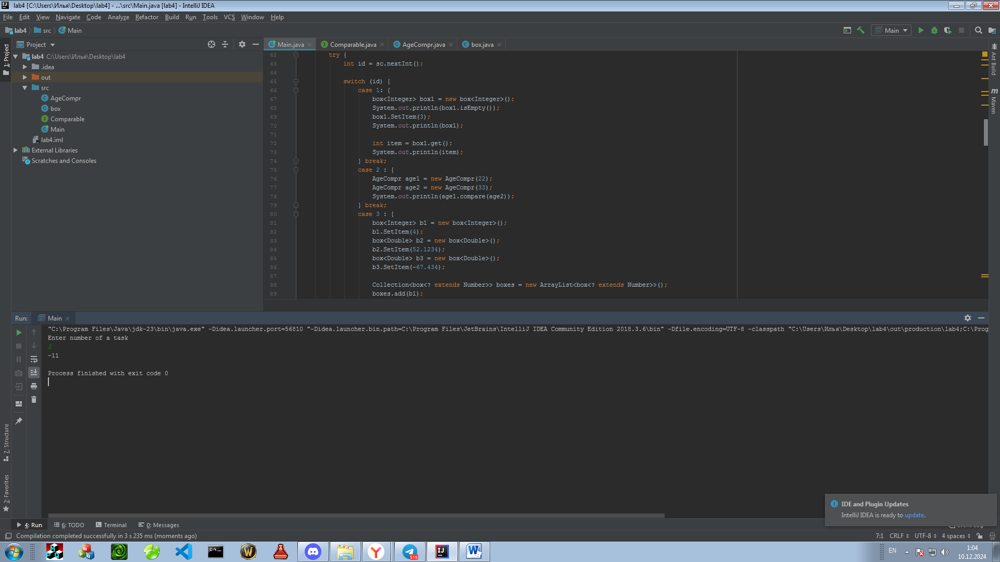 lab4 [C:\Users\Илья\Desktop\lab4] - ...\src\Main.java [lab4] - IntelliJ IDEA
File Edit View Navigate Code Analyze Refactor Build Run Tools VCS Window Help
lab4 src Main
Main
1: Project
Project
Main.java Comparable.java AgeCompr.java box.java
lab4 C:\Users\Илья\Desktop\lab4
.idea
out
src
AgeCompr
box
Comparable
Main
lab4.iml
External Libraries
Scratches and Consoles
62 try {
63 int id = sc.nextInt();
64
65 switch (id) {
66 case 1: {
67 box<Integer> box1 = new box<Integer>();
68 System.out.println(box1.isEmpty());
69 box1.SetItem(3);
70 System.out.println(box1);
71
72 int item = box1.get();
73 System.out.println(item);
74 } break;
75 case 2 : {
76 AgeCompr age1 = new AgeCompr(22);
77 AgeCompr age2 = new AgeCompr(33);
78 System.out.println(age1.compare(age2));
79 } break;
80 case 3 : {
81 box<Integer> b1 = new box<Integer>();
82 b1.SetItem(4);
83 box<Double> b2 = new box<Double>();
84 b2.SetItem(52.1234);
85 box<Double> b3 = new box<Double>();
86 b3.SetItem(-67.434);
87
88 Collection<box<? extends Number>> boxes = new ArrayList<box<? extends Number>>();
89 boxes.add(b1);
Ant Build
Maven
Run: Main
"C:\Program Files\Java\jdk-23\bin\java.exe" -Didea.launcher.port=56810 "-Didea.launcher.bin.path=C:\Program Files\JetBrains\IntelliJ IDEA Community Edition 2018.3.6\bin" -Dfile.encoding=UTF-8 -classpath "C:\Users\Илья\Desktop\lab4\out\production\lab4;C:\Prog
Enter number of a task
2
-11
Process finished with exit code 0
7: Structure
2: Favorites
IDE and Plugin Updates
IntelliJ IDEA is ready to update.
4: Run 6: TODO Terminal 0: Messages
Event Log
Compilation completed successfully in 3 s 235 ms (moments ago)
7:1 CRLF UTF-8 4 spaces
519
EN
1:04
10.12.2024